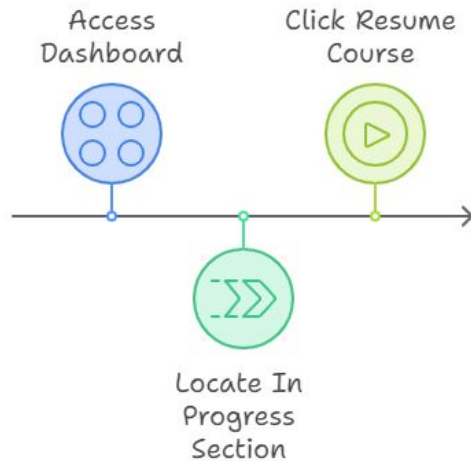 Access
Dashboard
Click Resume
Course
Locate In
Progress
Section